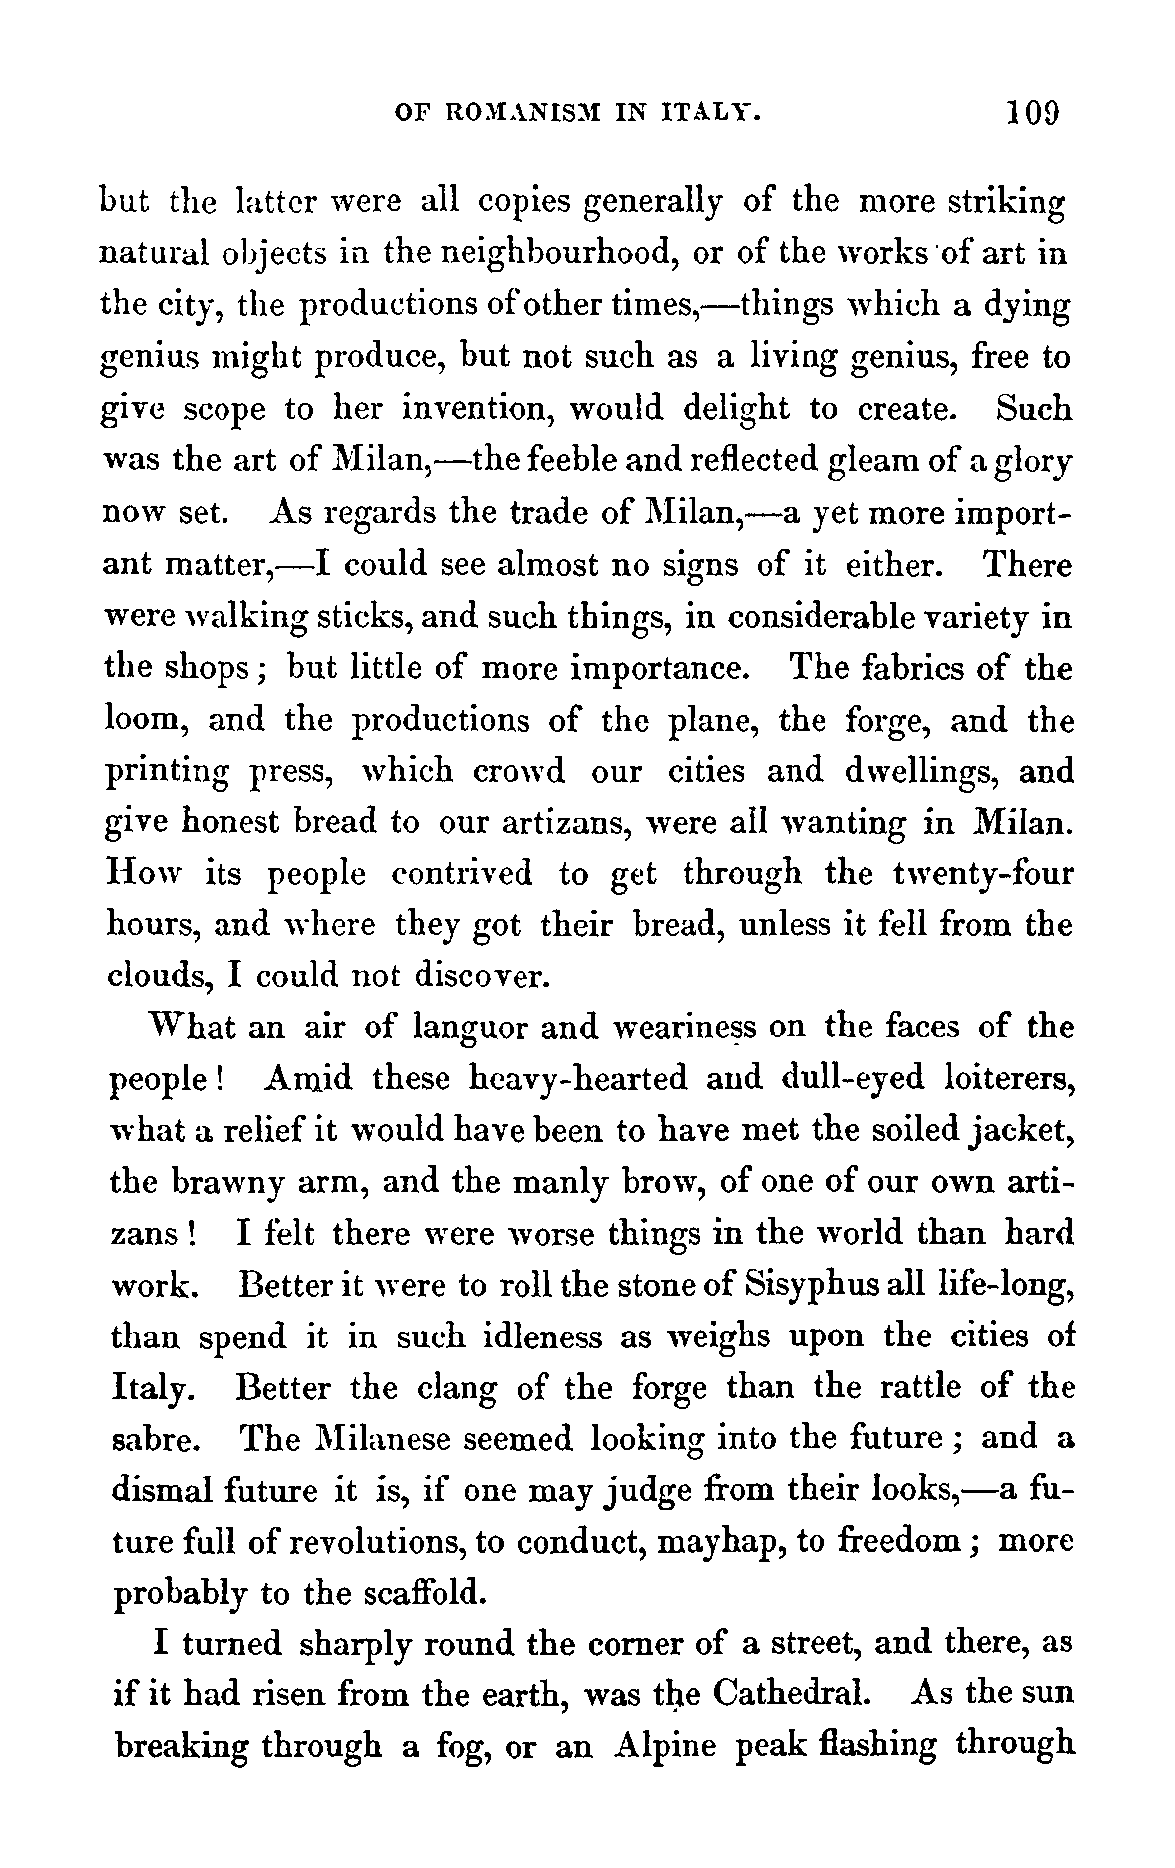 OF ROMANISM IN ITALY. 109
but the latter were all copies generally of the more striking
natural objects in the neighbourhood, or of the works of art in
the city, the productions of other times,—things which a dying
genius might produce, but not such as a living genius, free to
give scope to her invention, would delight to create. Such
was the art of Milan,—the feeble and reflected gleam of a glory
now set. As regards the trade of Milan,—a yet more import-
ant matter,—I could see almost no signs of it either. There
were walking sticks, and such things, in considerable variety in
the shops; but little of more importance. The fabrics of the
loom, and the productions of the plane, the forge, and the
printing press, which crowd our cities and dwellings, and
give honest bread to our artizans, were all wanting in Milan.
How its people contrived to get through the twenty-four
hours, and where they got their bread, unless it fell from the
clouds, I could not discover.
What an air of languor and weariness on the faces of the
people! Amid these heavy-hearted and dull-eyed loiterers,
what a relief it would have been to have met the soiled jacket,
the brawny arm, and the manly brow, of one of our own arti-
zans! I felt there were worse things in the world than hard
work. Better it were to roll the stone of Sisyphus all life-long,
than spend it in such idleness as weighs upon the cities of
Italy. Better the clang of the forge than the rattle of the
sabre. The Milanese seemed looking into the future; and a
dismal future it is, if one may judge from their looks,—a fu-
ture full of revolutions, to conduct, mayhap, to freedom; more
probably to the scaffold.
I turned sharply round the corner of a street, and there, as
if it had risen from the earth, was the Cathedral. As the sun
breaking through a fog, or an Alpine peak flashing through